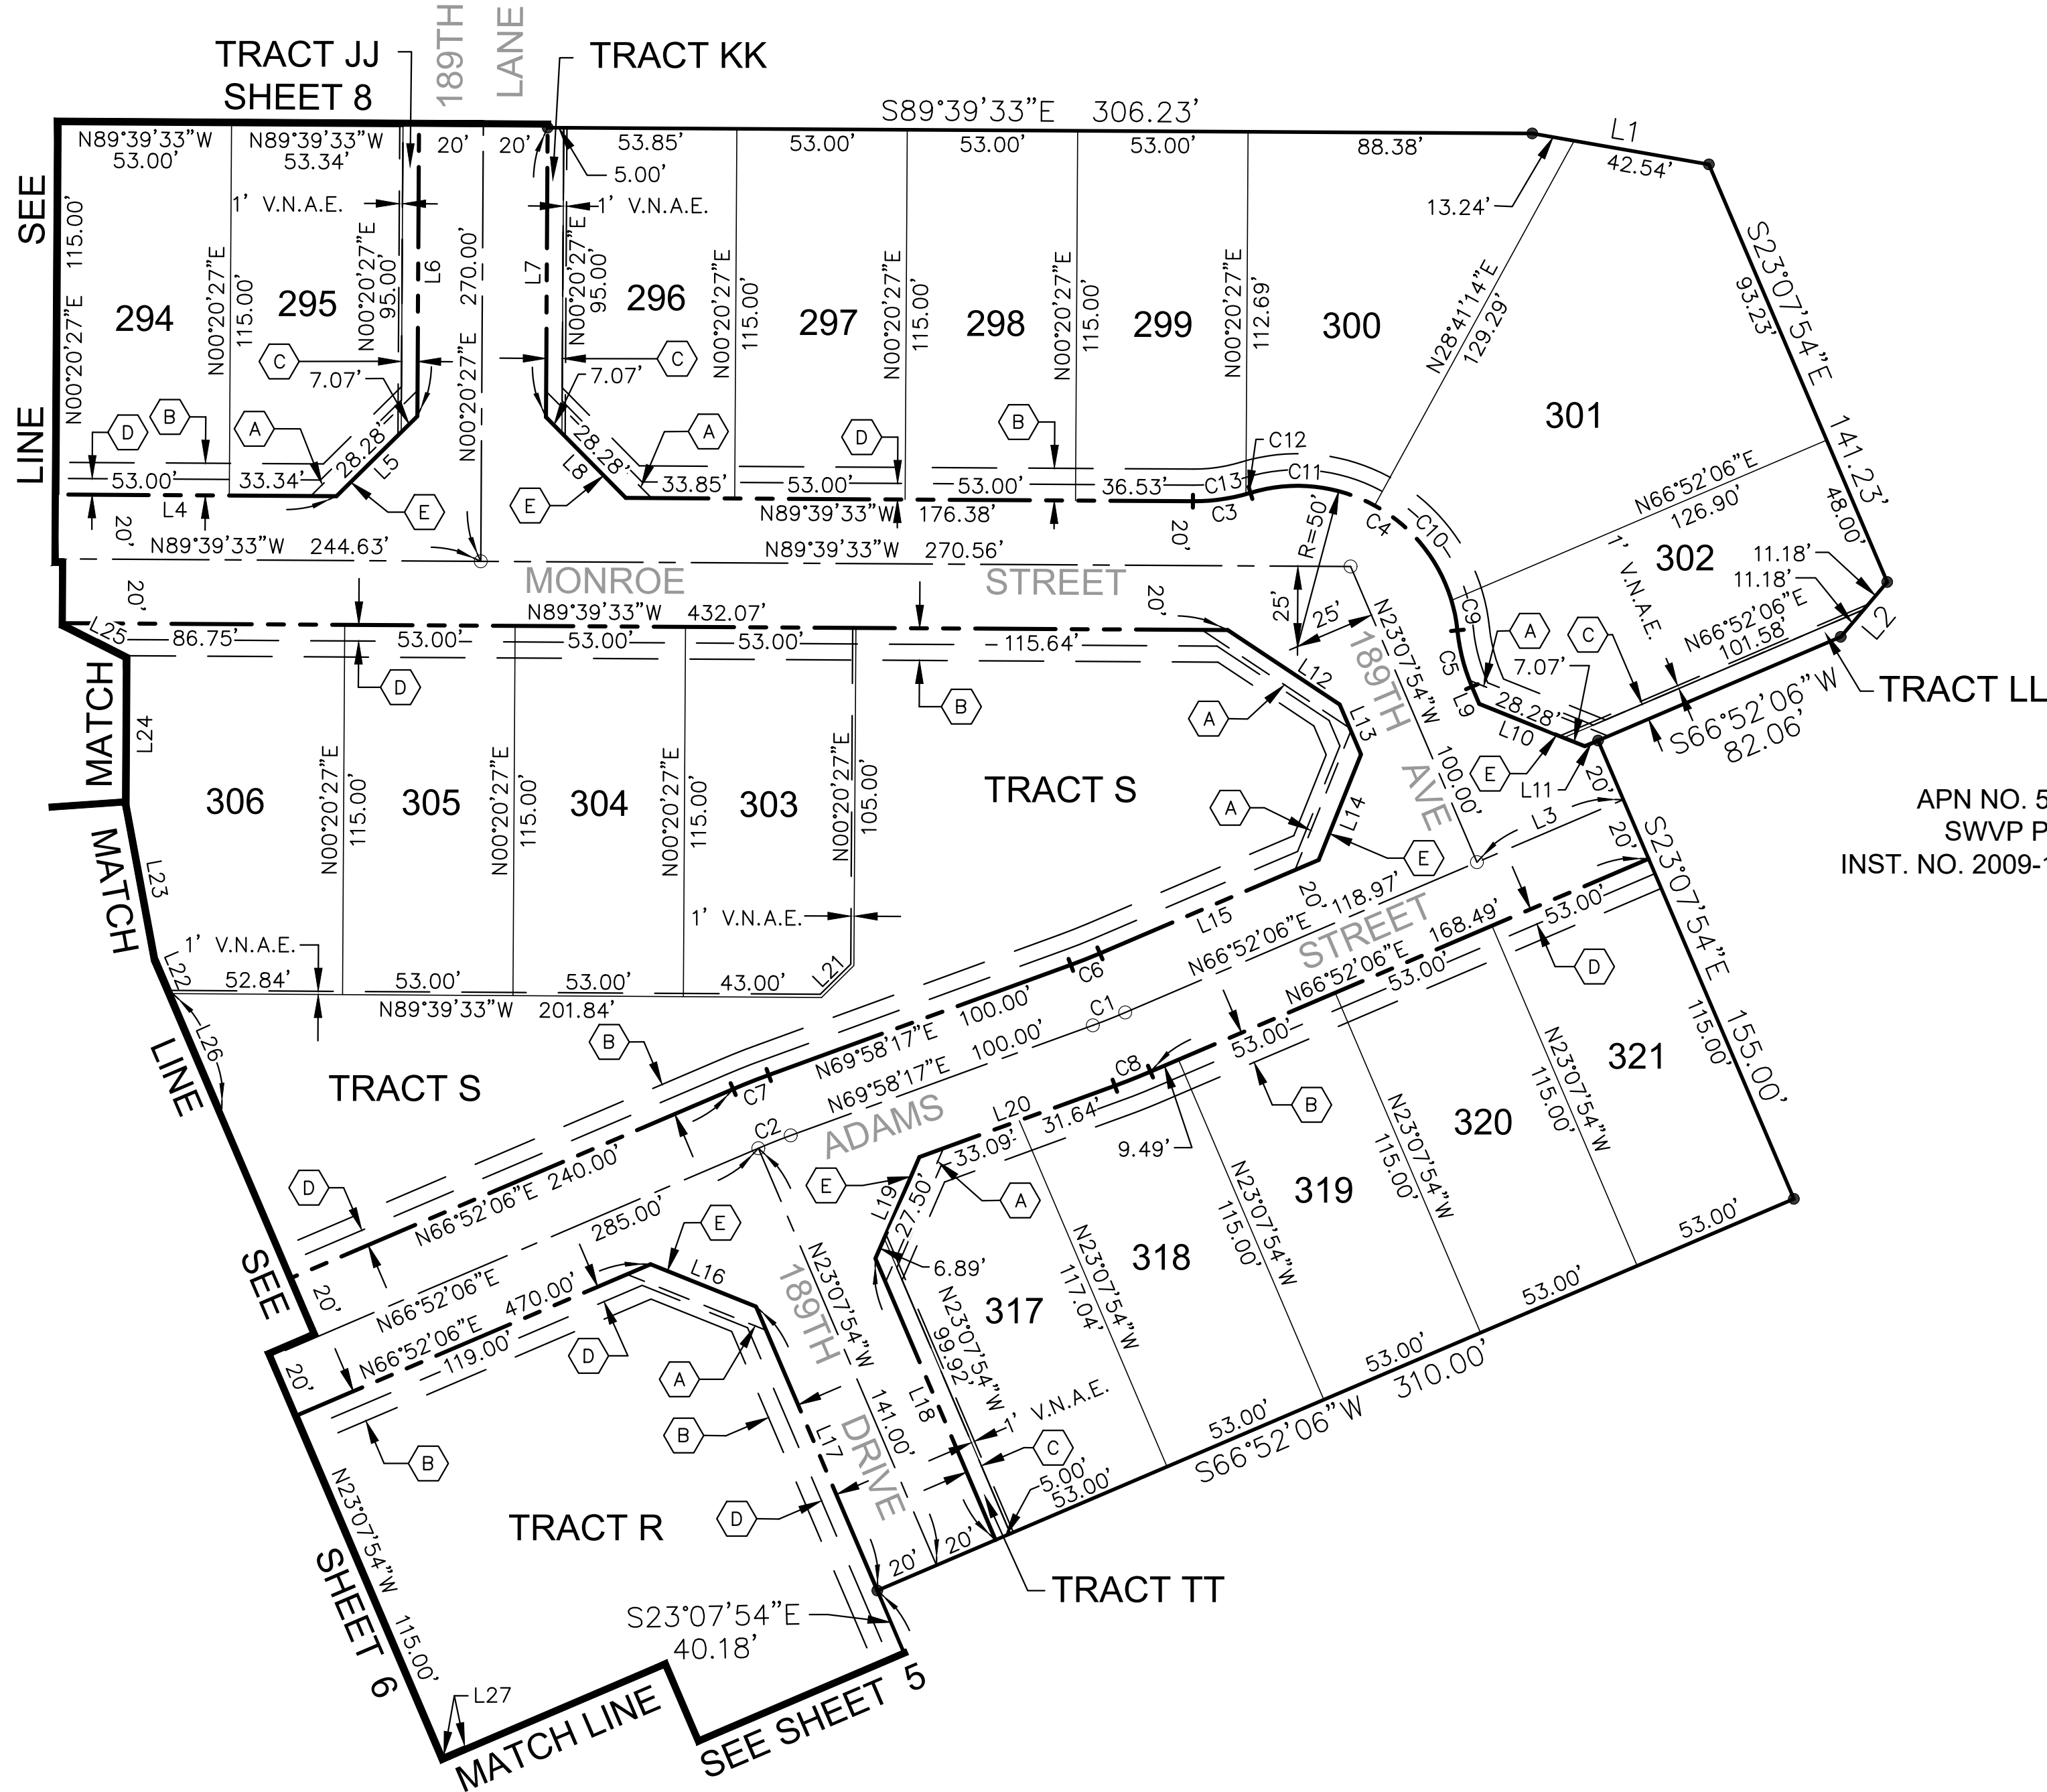 189TH
LANE
TRACT JJ
SHEET 8
TRACT KK
S89°39'33"E 306.23'
L1
42.54'
N89°39'33"W
53.00'
N89°39'33"W
53.34'
20'
20'
53.85'
53.00'
53.00'
53.00'
88.38'
5.00'
13.24'
1' V.N.A.E.
1' V.N.A.E.
SEE
LINE
N00°20'27"E 115.00'
N00°20'27"E
115.00'
N00°20'27"E
95.00'
L6
N00°20'27"E 270.00'
L7
N00°20'27"E
95.00'
N00°20'27"E
115.00'
N00°20'27"E
115.00'
N00°20'27"E
115.00'
N00°20'27"E
112.69'
N28°41'14"E
129.29'
S23°07'54"E
93.23'
141.23'
48.00'
294
295
296
297
298
299
300
301
302
C
7.07'
C
7.07'
D
B
A
A
D
B
C12
28.28'
L5
28.28'
L8
E
E
53.00'
33.34'
33.85'
53.00'
53.00'
36.53'
C13
C11
L4
N89°39'33"W 176.38'
C3
C4
C10
20'
20'
R=50'
N66°52'06"E
126.90'
1' V.N.A.E.
11.18'
11.18'
N89°39'33"W 244.63'
N89°39'33"W 270.56'
MONROE STREET
20'
20'
N89°39'33"W 432.07'
25'
25'
C9
C5
A
C
7.07'
N66°52'06"E
101.58'
L2
L25
86.75'
53.00'
53.00'
53.00'
115.64'
L12
L13
189TH AVE
N23°07'54"W
100.00'
L9
28.28'
L10
TRACT LL
S66°52'06"W
82.06'
D
B
A
E
L11
20'
MATCH
L24
N00°20'27"E
115.00'
N00°20'27"E
115.00'
N00°20'27"E
115.00'
N00°20'27"E
105.00'
306
305
304
303
TRACT S
A
L14
E
L3
20'
APN NO. 5
SWVP P
INST. NO. 2009-1
MATCH
L23
1' V.N.A.E.
1' V.N.A.E.
L22
52.84'
53.00'
53.00'
43.00'
L21
N89°39'33"W 201.84'
L15
20'
N66°52'06"E 118.97'
STREET
N66°52'06"E 168.49'
53.00'
53.00'
53.00'
D
S23°07'54"E
155.00'
115.00'
C6
C1
LINE
L26
B
TRACT S
N69°58'17"E 100.00'
N69°58'17"E 100.00'
C7
C2
ADAMS
L20
C8
33.09'
31.64'
9.49'
B
321
320
319
318
317
N23°07'54"W
115.00'
N23°07'54"W
115.00'
N23°07'54"W
115.00'
N23°07'54"W
117.04'
D
E
L19
27.50'
A
6.89'
N66°52'06"E 240.00'
285.00'
N66°52'06"E
E
L16
SEE
20'
N66°52'06"E 470.00'
119.00'
20'
D
A
B
189TH DRIVE
N23°07'54"W
141.00'
N23°07'54"W
99.92'
1' V.N.A.E.
L18
C
5.00'
53.00'
53.00'
53.00'
53.00'
53.00'
S66°52'06"W 310.00'
B
L17
D
N23°07'54"W
115.00'
TRACT R
20'
20'
TRACT TT
SHEET 6
S23°07'54"E
40.18'
L27
MATCH LINE
SEE SHEET 5